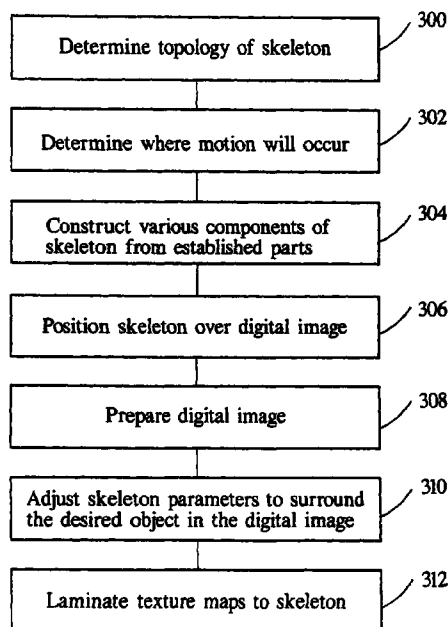 300
Determine topology of skeleton
302
Determine where motion will occur
304
Construct various components of
skeleton from established parts
306
Position skeleton over digital image
308
Prepare digital image
310
Adjust skeleton parameters to surround
the desired object in the digital image
312
Laminate texture maps to skeleton